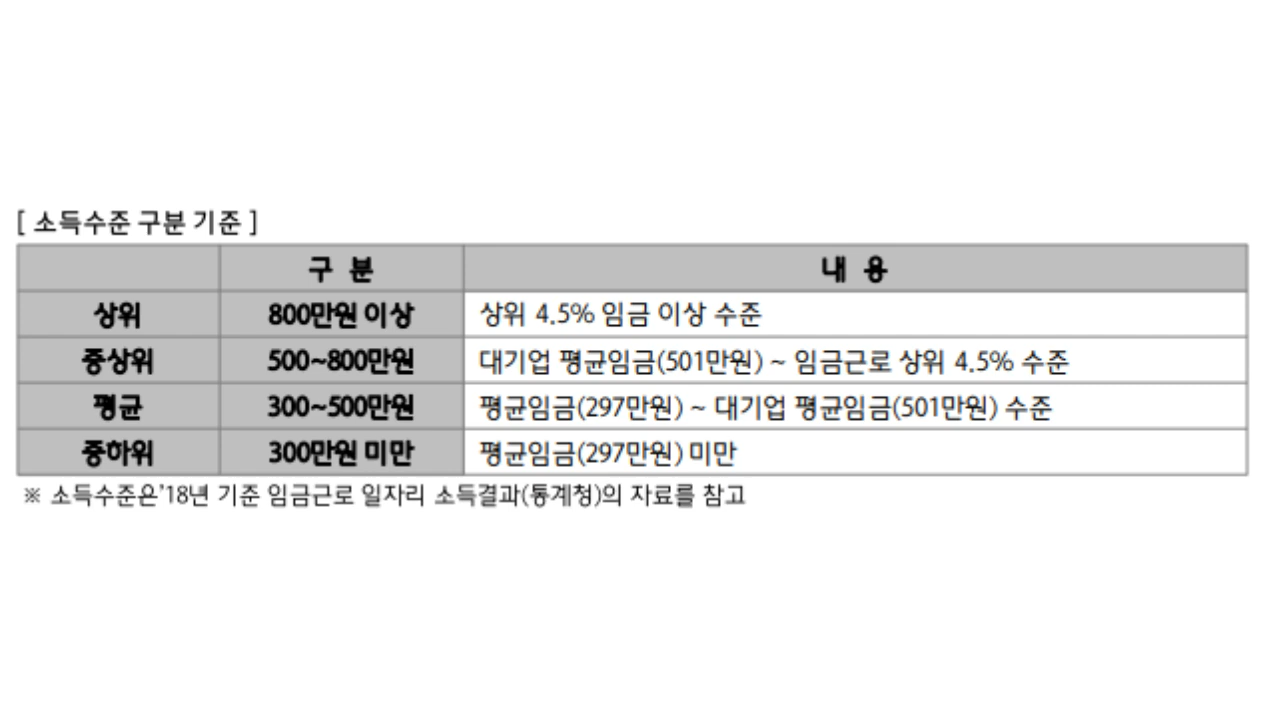 [ 소득수준 구분 기준 ]
구 분 내 용
상위 800만원 이상 상위 4.5% 임금 이상 수준
중상위 500~800만원 대기업 평균임금(501만원) ~ 임금근로 상위 4.5% 수준
평균 300~500만원 평균임금(297만원) ~ 대기업 평균임금(501만원) 수준
중하위 300만원 미만 평균임금(297만원) 미만
※ 소득수준은'18년 기준 임금근로 일자리 소득결과(통계청)의 자료를 참고